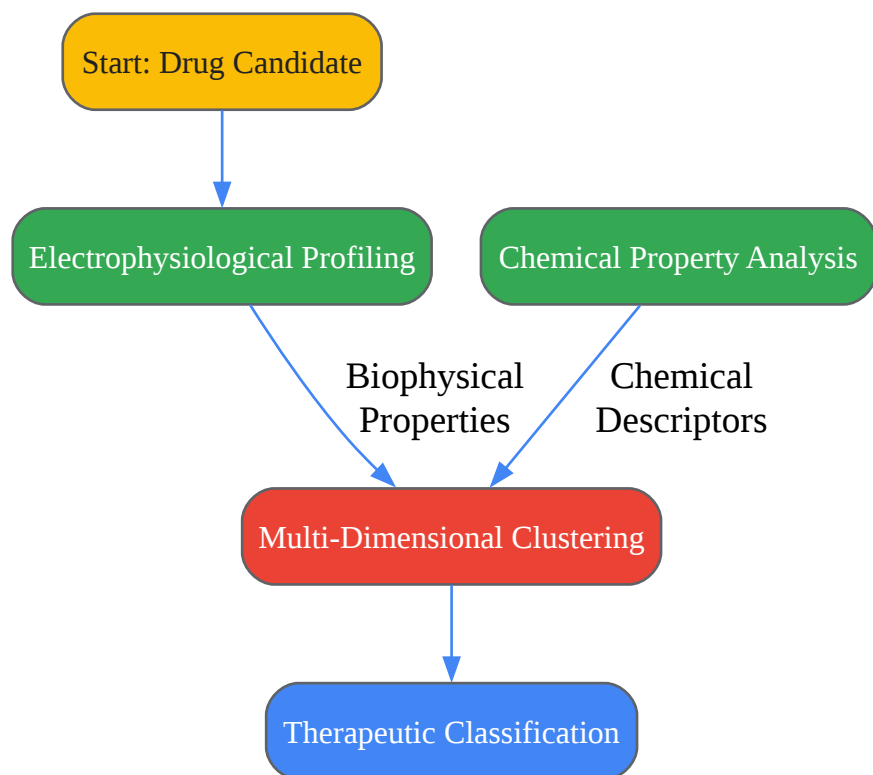 Start: Drug Candidate
Electrophysiological Profiling
Chemical Property Analysis
Biophysical
Properties
Chemical
Descriptors
Multi-Dimensional Clustering
Therapeutic Classification